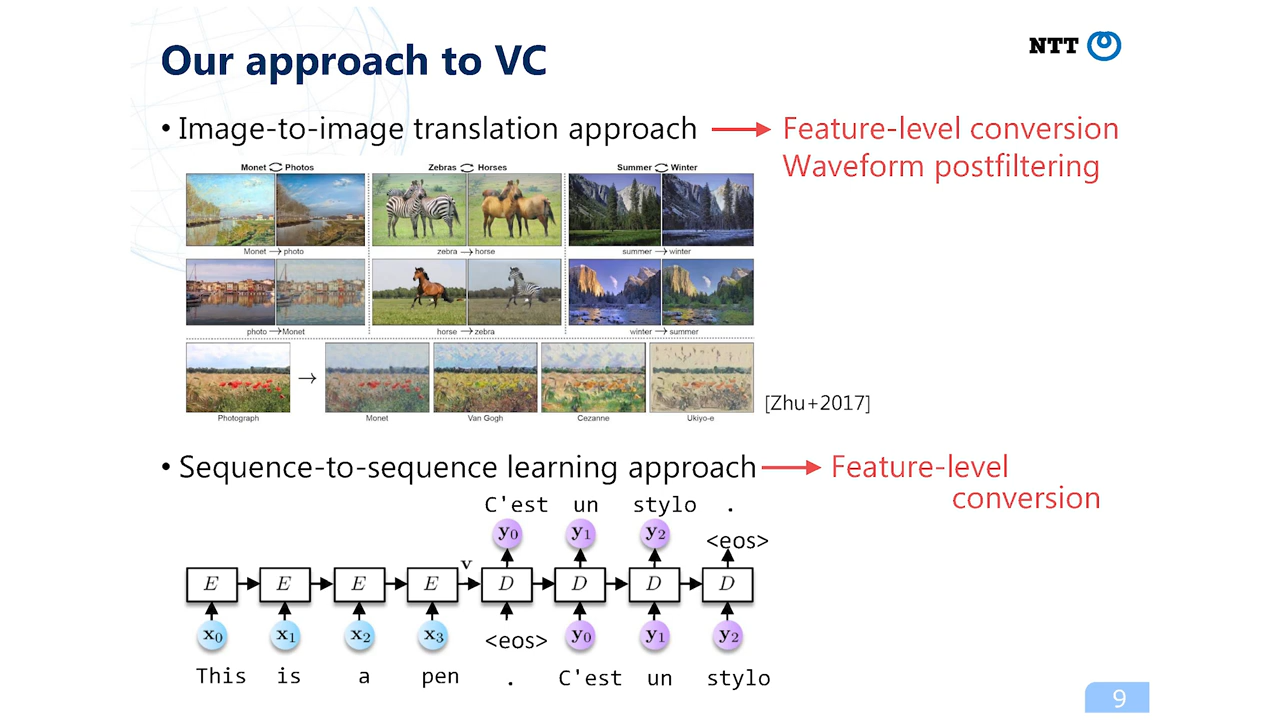 Our approach to VC
NTT
• Image-to-image translation approach
Feature-level conversion
Waveform postfiltering
Monet Photos
Zebras Horses
Summer Winter
Monet → photo
zebra → horse
summer → winter
photo → Monet
horse → zebra
winter → summer
→
Photograph
Monet
Van Gogh
Cezanne
Ukiyo-e
[Zhu+2017]
• Sequence-to-sequence learning approach
Feature-level
conversion
C'est un stylo .
y0 y1 y2 <eos>
v
E E E E D D D D
x0 x1 x2 x3 <eos> y0 y1 y2
This is a pen . C'est un stylo
9